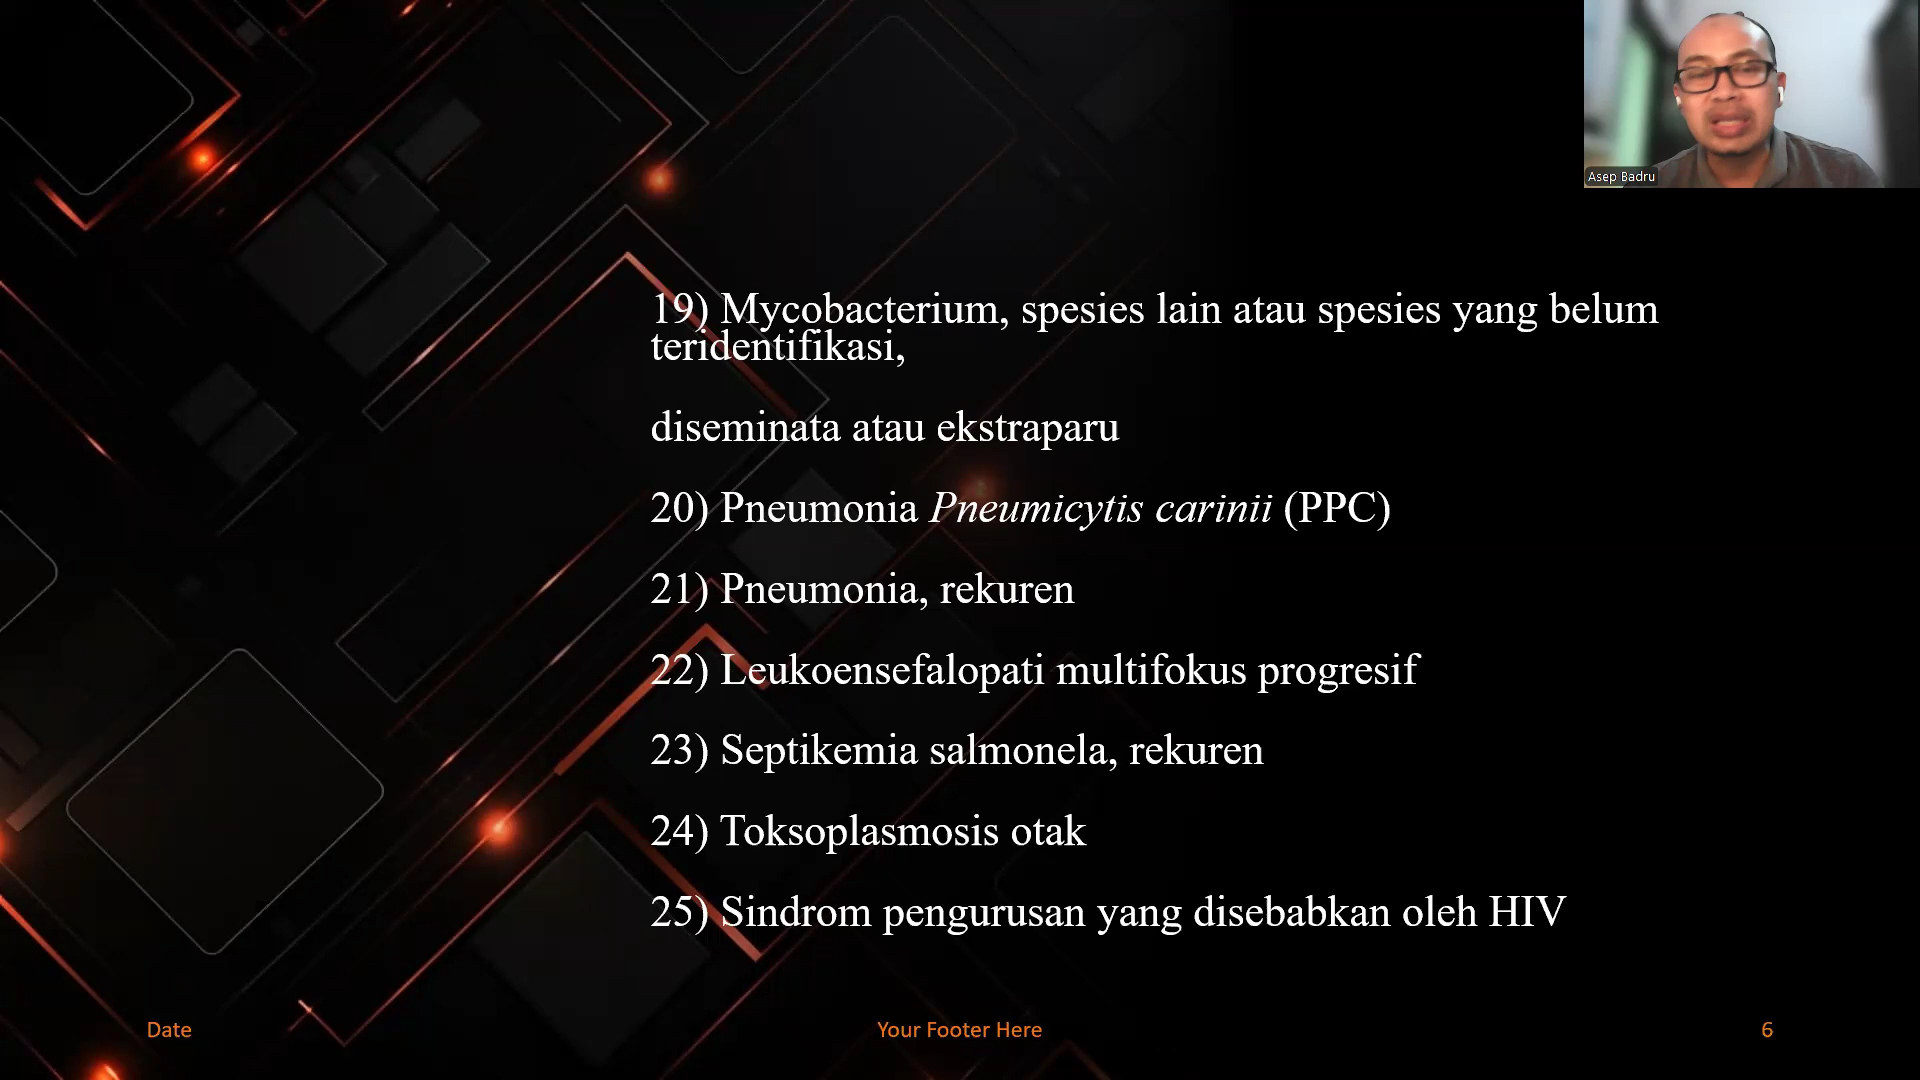 Asep Badru
19) Mycobacterium, spesies lain atau spesies yang belum
teridentifikasi,
diseminata atau ekstraparu
20) Pneumonia Pneumicytis carinii (PPC)
21) Pneumonia, rekuren
22) Leukoensefalopati multifokus progresif
23) Septikemia salmonela, rekuren
24) Toksoplasmosis otak
25) Sindrom pengurusan yang disebabkan oleh HIV
Date
Your Footer Here
6